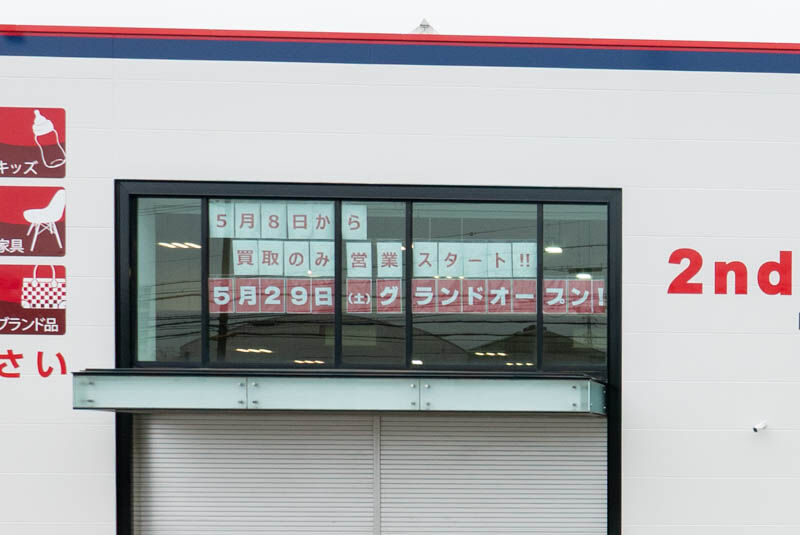 キッズ
家具
ブランド品
さい
5月8日から
買取のみ営業スタート!!
5月29日(土)グランドオープン!
2nd